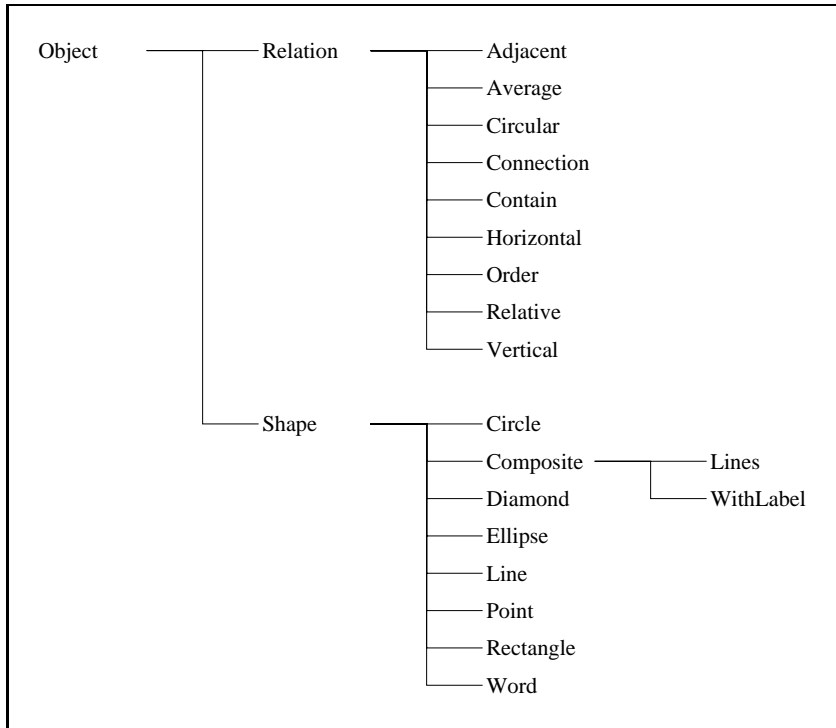 Object Relation Adjacent
Average
Circular
Connection
Contain
Horizontal
Order
Relative
Vertical
Shape Circle
Composite Lines
Diamond WithLabel
Ellipse
Line
Point
Rectangle
Word